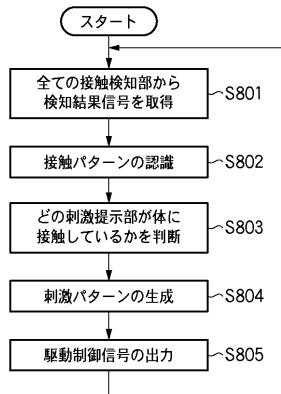 スタート
全ての接触検知部から
検知結果信号を取得
S801
接触パターンの認識
S802
どの刺激提示部が体に
接触しているかを判断
S803
刺激パターンの生成
S804
駆動制御信号の出力
S805